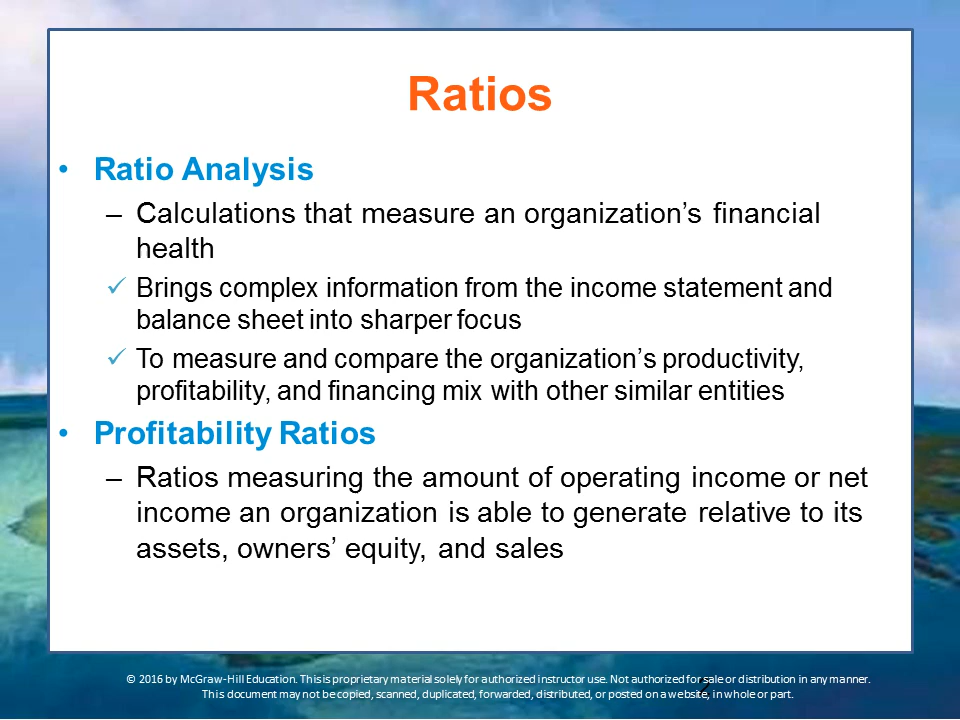 Ratios
• Ratio Analysis
– Calculations that measure an organization’s financial
health
✓ Brings complex information from the income statement and
balance sheet into sharper focus
✓ To measure and compare the organization’s productivity,
profitability, and financing mix with other similar entities
• Profitability Ratios
– Ratios measuring the amount of operating income or net
income an organization is able to generate relative to its
assets, owners’ equity, and sales
© 2016 by McGraw-Hill Education. This is proprietary material solely for authorized instructor use. Not authorized for sale or distribution in any manner.
This document may not be copied, scanned, duplicated, forwarded, distributed, or posted on a website, in whole or part.